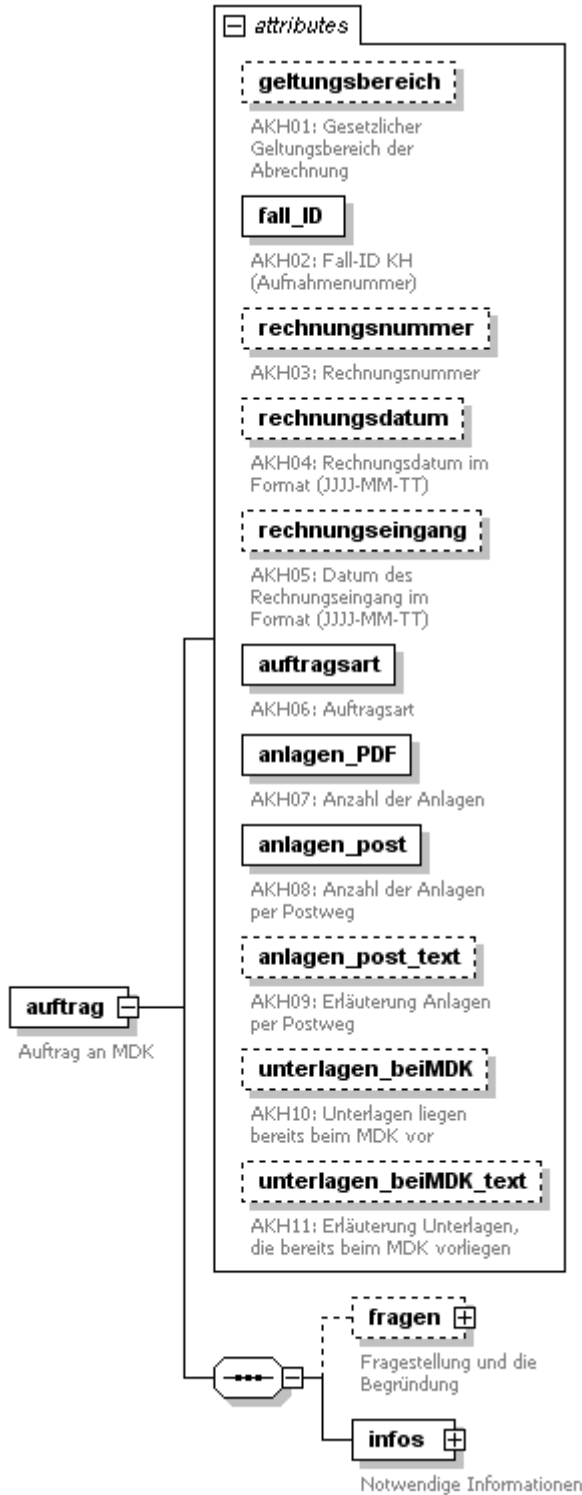 attributes
geltungsbereich
AKH01: Gesetzlicher
Geltungsbereich der
Abrechnung
fall_ID
AKH02: Fall-ID KH
(Aufnahmenummer)
rechnungsnummer
AKH03: Rechnungsnummer
rechnungsdatum
AKH04: Rechnungsdatum im
Format (JJJJ-MM-TT)
rechnungseingang
AKH05: Datum des
Rechnungseingang im
Format (JJJJ-MM-TT)
auftragsart
AKH06: Auftragsart
anlagen_PDF
AKH07: Anzahl der Anlagen
anlagen_post
AKH08: Anzahl der Anlagen
per Postweg
anlagen_post_text
AKH09: Erläuterung Anlagen
per Postweg
unterlagen_beiMDK
AKH10: Unterlagen liegen
bereits beim MDK vor
unterlagen_beiMDK_text
AKH11: Erläuterung Unterlagen,
die bereits beim MDK vorliegen
auftrag
Auftrag an MDK
fragen
Fragestellung und die
Begründung
infos
Notwendige Informationen